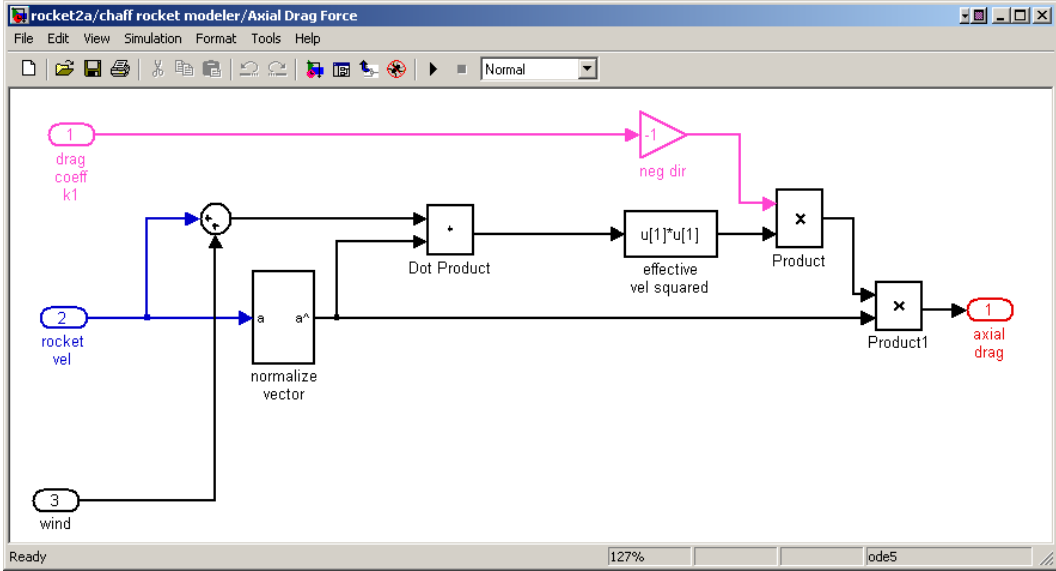 rocket2a/chaff rocket modeler/Axial Drag Force
File Edit View Simulation Format Tools Help
Normal
1
drag
coeff
k1
-1
neg dir
++
Dot Product
u[1]*u[1]
effective
vel squared
×
Product
2
rocket
vel
a a^
normalize
vector
×
Product1
1
axial
drag
3
wind
Ready 127% ode5